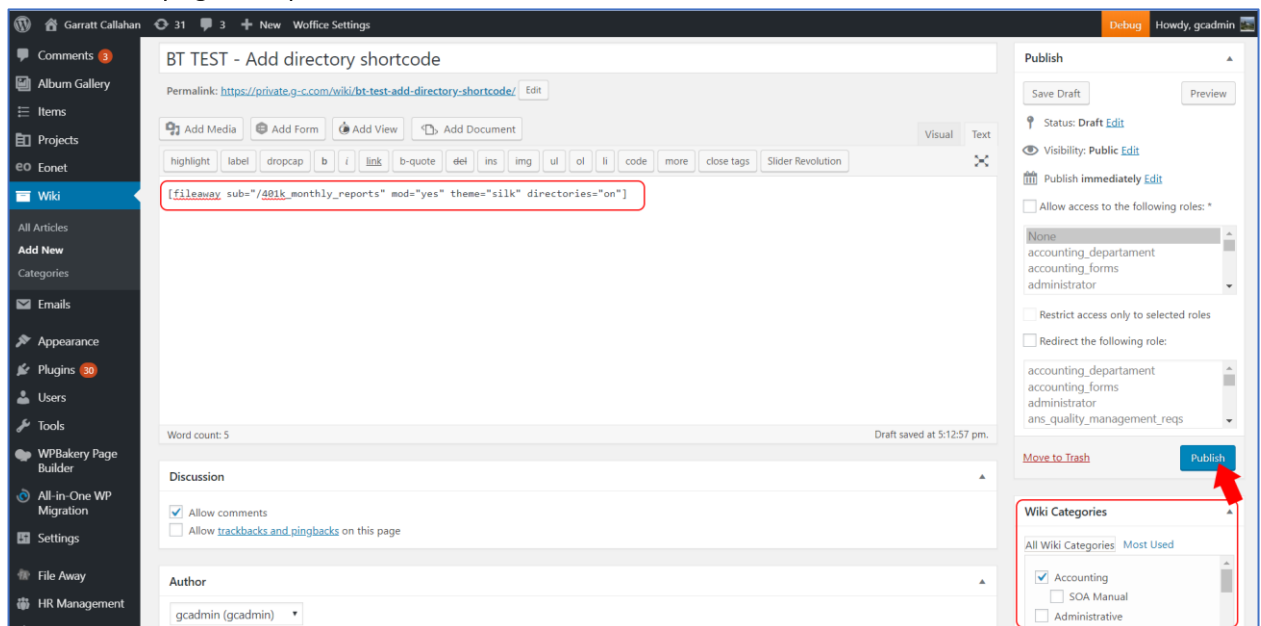 Garratt Callahan 31 3 + New Woffice Settings Debug Howdy, gcadmin
Comments 3
Album Gallery
Items
Projects
eo Eonet
Wiki
All Articles
Add New
Categories
Emails
Appearance
Plugins 30
Users
Tools
WPBakery Page
Builder
All-in-One WP
Migration
Settings
File Away
HR Management
BT TEST - Add directory shortcode
Permalink: https://private.g-c.com/wiki/bt-test-add-directory-shortcode/ Edit
Add Media Add Form Add View Add Document Visual Text
highlight label dropcap b i link b-quote del ins img ul ol li code more close tags Slider Revolution
[fileaway sub="/401k_monthly_reports" mod="yes" theme="silk" directories="on"]
Word count: 5 Draft saved at 5:12:57 pm.
Discussion
Allow comments
Allow trackbacks and pingbacks on this page
Author
gcadmin (gcadmin)
Publish
Save Draft Preview
Status: Draft Edit
Visibility: Public Edit
Publish immediately Edit
Allow access to the following roles: *
None
accounting_departament
accounting_forms
administrator
Restrict access only to selected roles
Redirect the following role:
accounting_departament
accounting_forms
administrator
ans_quality_management_reqs
Move to Trash Publish
Wiki Categories
All Wiki Categories Most Used
Accounting
SOA Manual
Administrative